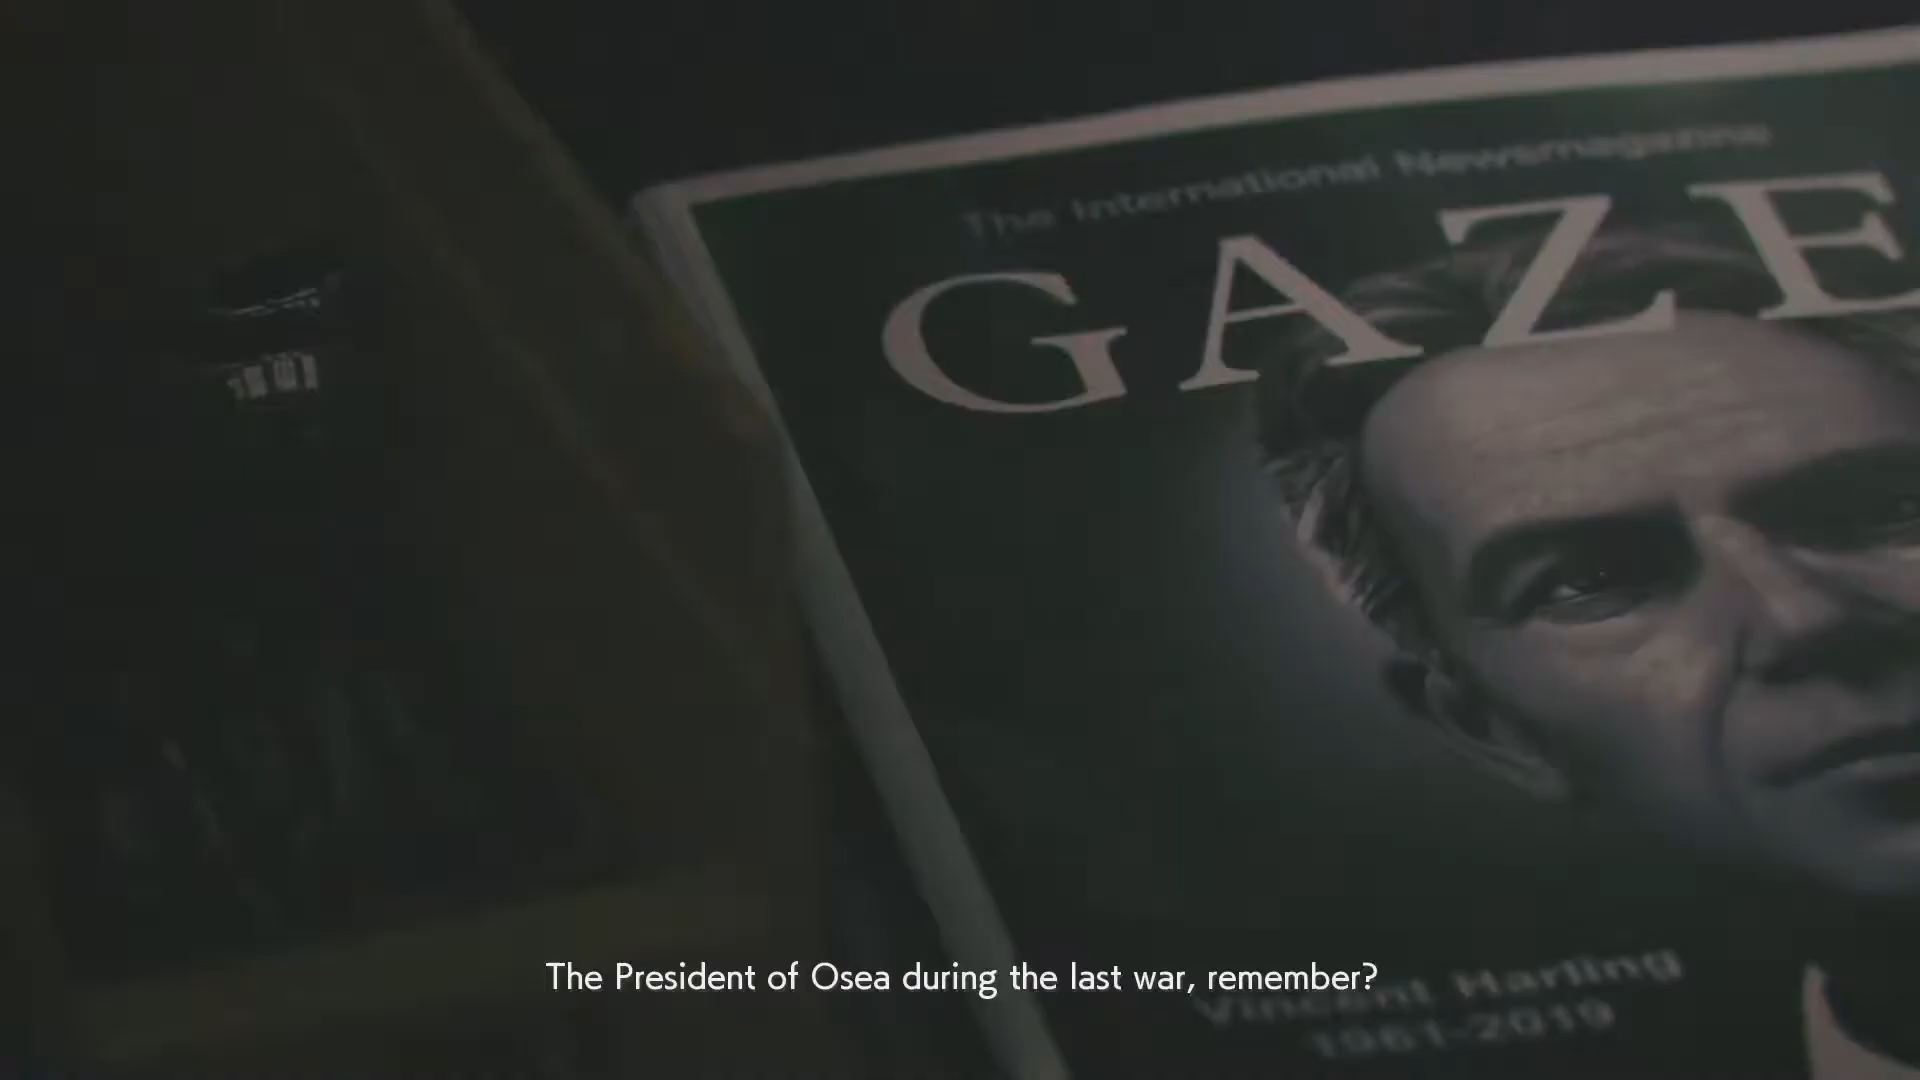 The International Newsmagazine
GAZE
The President of Osea during the last war, remember?
Vincent Harling
1961-2019